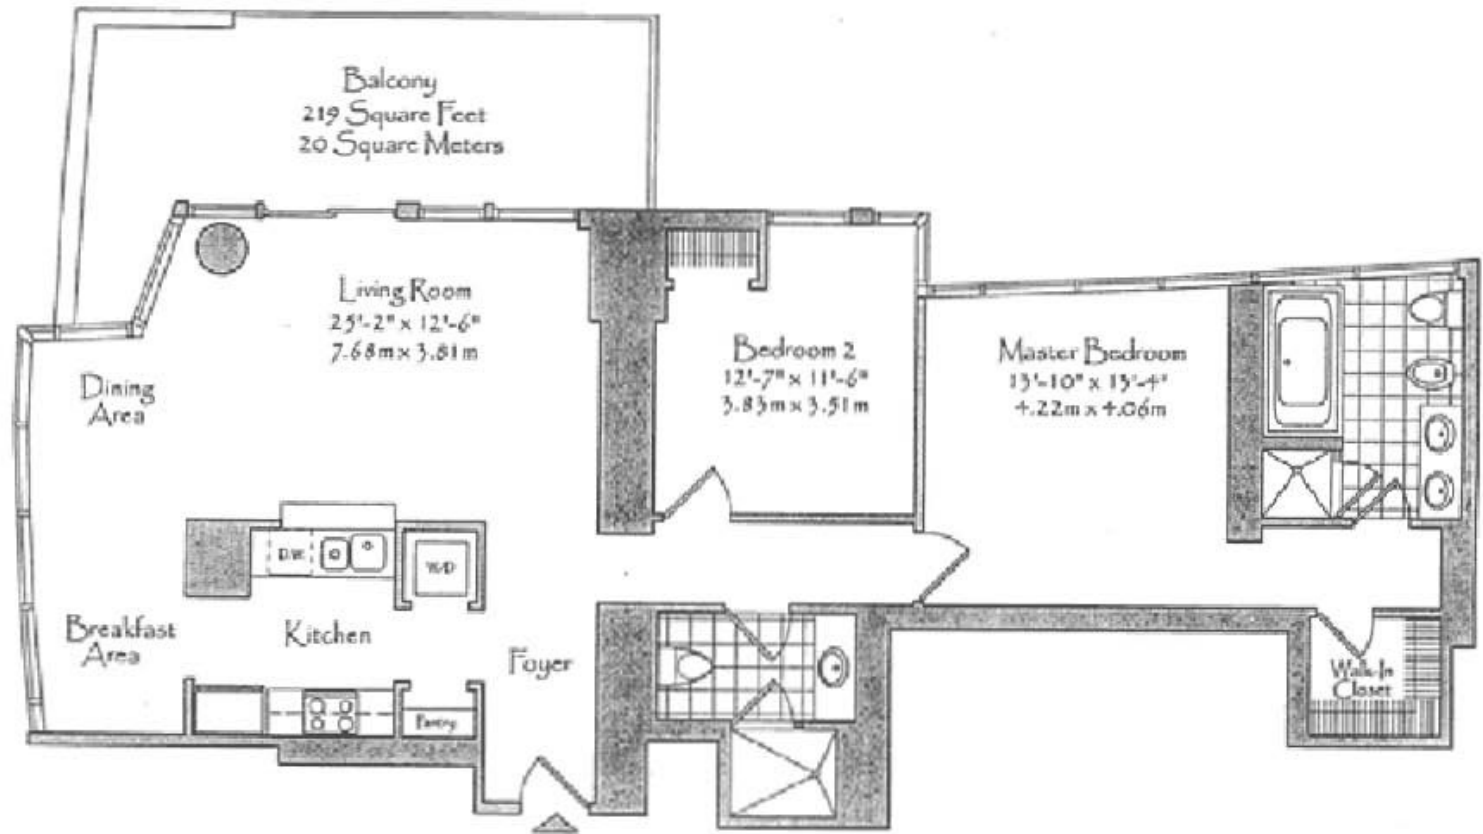 Balcony
219 Square Feet
20 Square Meters
Living Room
25'-2" x 12'-6"
7.68m x 3.81m
Dining
Area
Bedroom 2
12'-7" x 11'-6"
3.83m x 3.51m
Master Bedroom
13'-10" x 13'-4"
4.22m x 4.06m
D.W.
W/D
Breakfast
Area
Kitchen
Foyer
Pantry
Walk-In
Closet